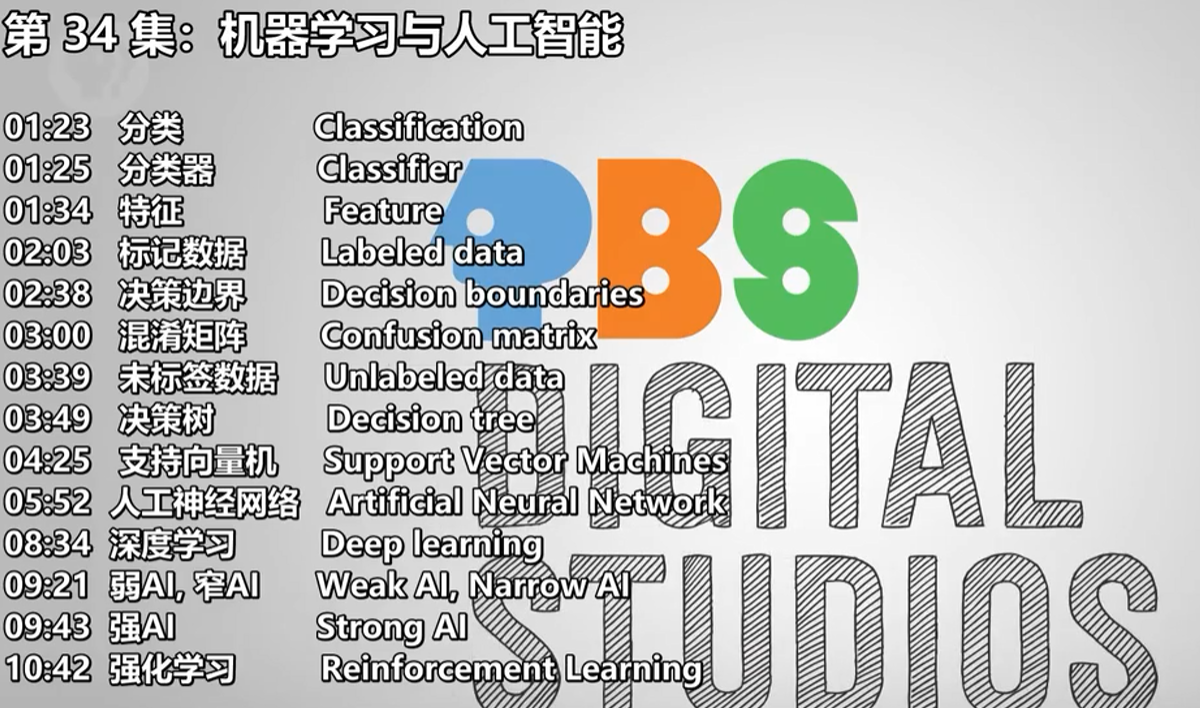 第 34 集：机器学习与人工智能
01:23 分类 Classification
01:25 分类器 Classifier
01:34 特征 Feature
02:03 标记数据 Labeled data
02:38 决策边界 Decision boundaries
03:00 混淆矩阵 Confusion matrix
03:39 未标签数据 Unlabeled data
03:49 决策树 Decision tree
04:25 支持向量机 Support Vector Machines
05:52 人工神经网络 Artificial Neural Network
08:34 深度学习 Deep learning
09:21 弱AI, 窄AI Weak AI, Narrow AI
09:43 强AI Strong AI
10:42 强化学习 Reinforcement Learning
PBS
DIGITAL
STUDIOS